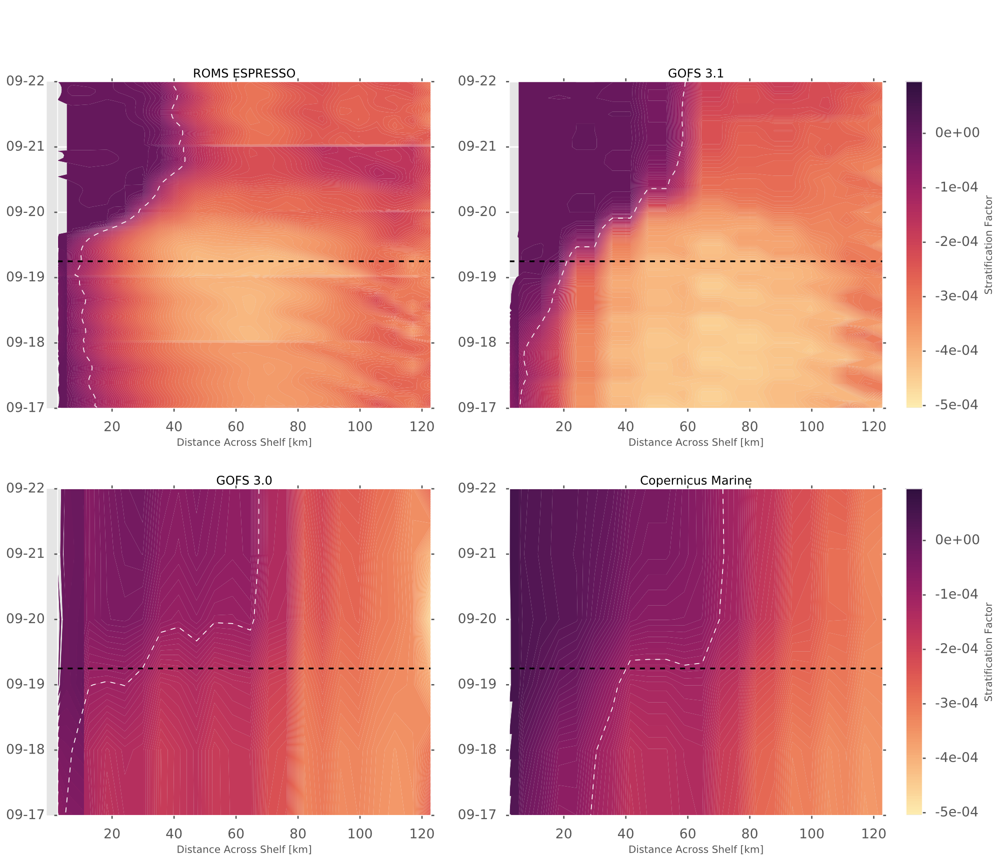 ROMS ESPRESSO
GOFS 3.1
09-22
09-21
09-20
09-19
09-18
09-17
20 40 60 80 100 120
Distance Across Shelf [km]
09-22
09-21
09-20
09-19
09-18
09-17
20 40 60 80 100 120
Distance Across Shelf [km]
0e+00
-1e-04
-2e-04
-3e-04
-4e-04
-5e-04
Stratification Factor
GOFS 3.0
Copernicus Marine
09-22
09-21
09-20
09-19
09-18
09-17
20 40 60 80 100 120
Distance Across Shelf [km]
09-22
09-21
09-20
09-19
09-18
09-17
20 40 60 80 100 120
Distance Across Shelf [km]
0e+00
-1e-04
-2e-04
-3e-04
-4e-04
-5e-04
Stratification Factor